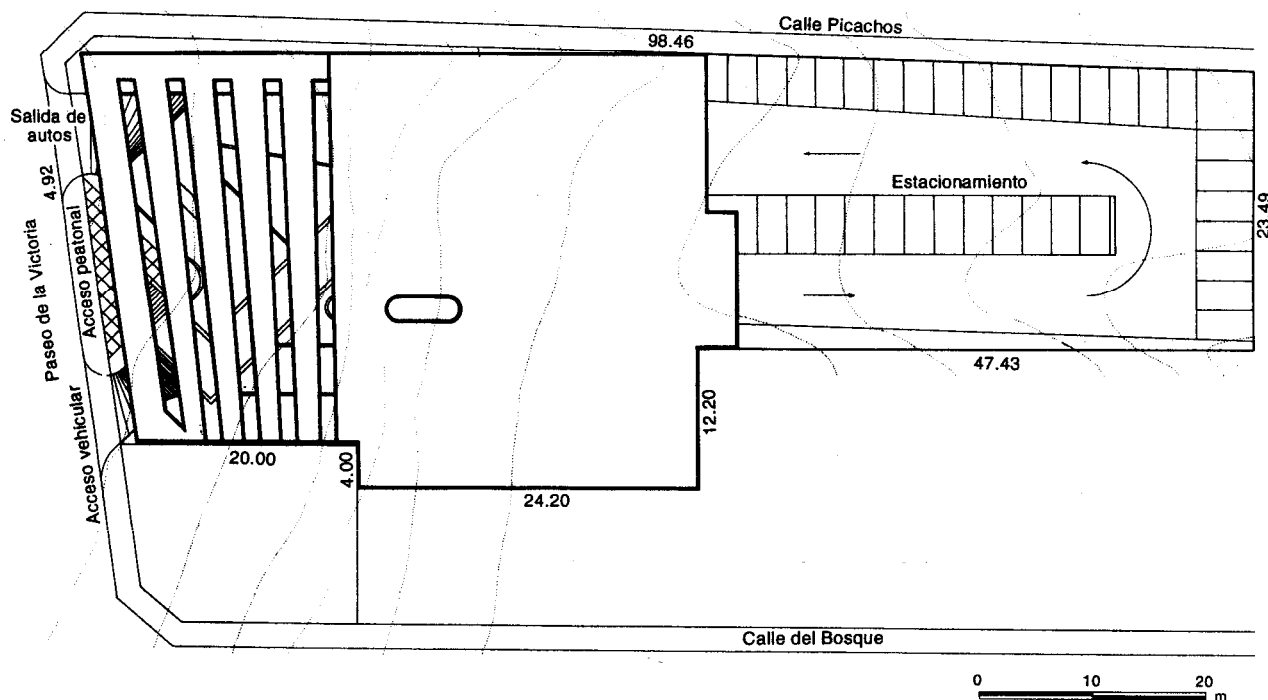 Calle Picachos
98.46
Salida de
autos
4.92
Paseo de la Victoria
Acceso peatonal
Acceso vehicular
Estacionamiento
23.49
47.43
12.20
20.00
4.00
24.20
Calle del Bosque
0 10 20
m